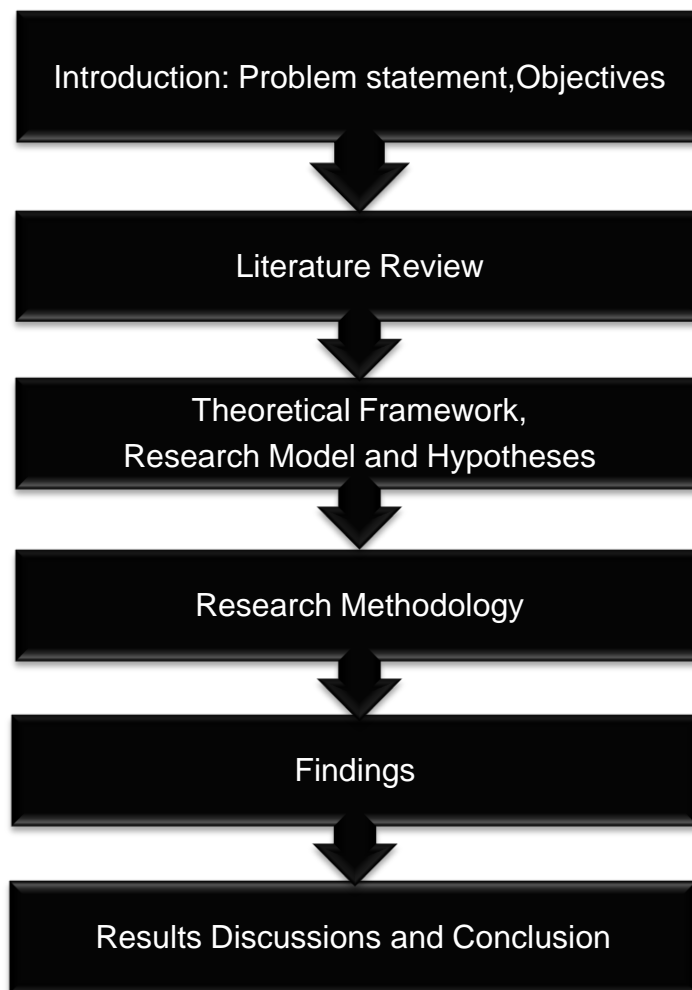 Introduction: Problem statement,Objectives
Literature Review
Theoretical Framework,
Research Model and Hypotheses
Research Methodology
Findings
Results Discussions and Conclusion